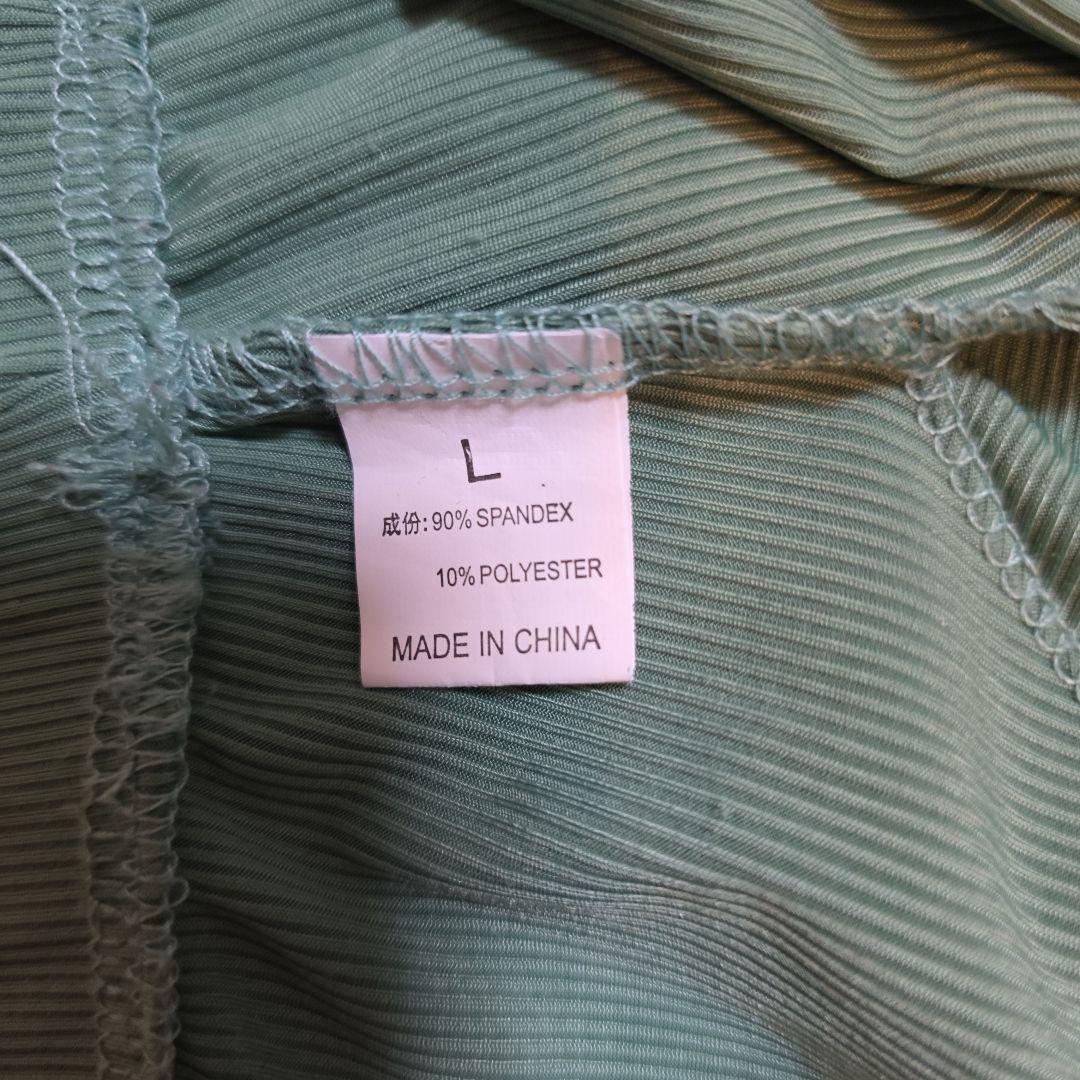 L
成份: 90% SPANDEX
10% POLYESTER
MADE IN CHINA